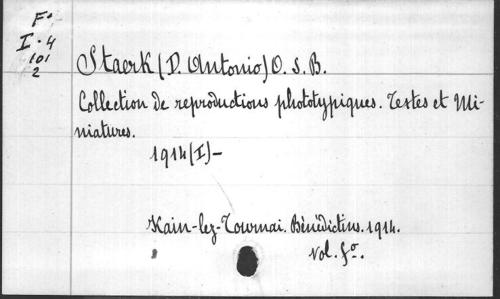 Fº
I. 4
101
2
Staerk (D. Antonio) O. S. B.
Collection de reproductions phototypiques. Textes et Mi-
niatures.
1914 (I)-
Kain-lez-Tournai. Bénédictins. 1914.
Vol. fº.